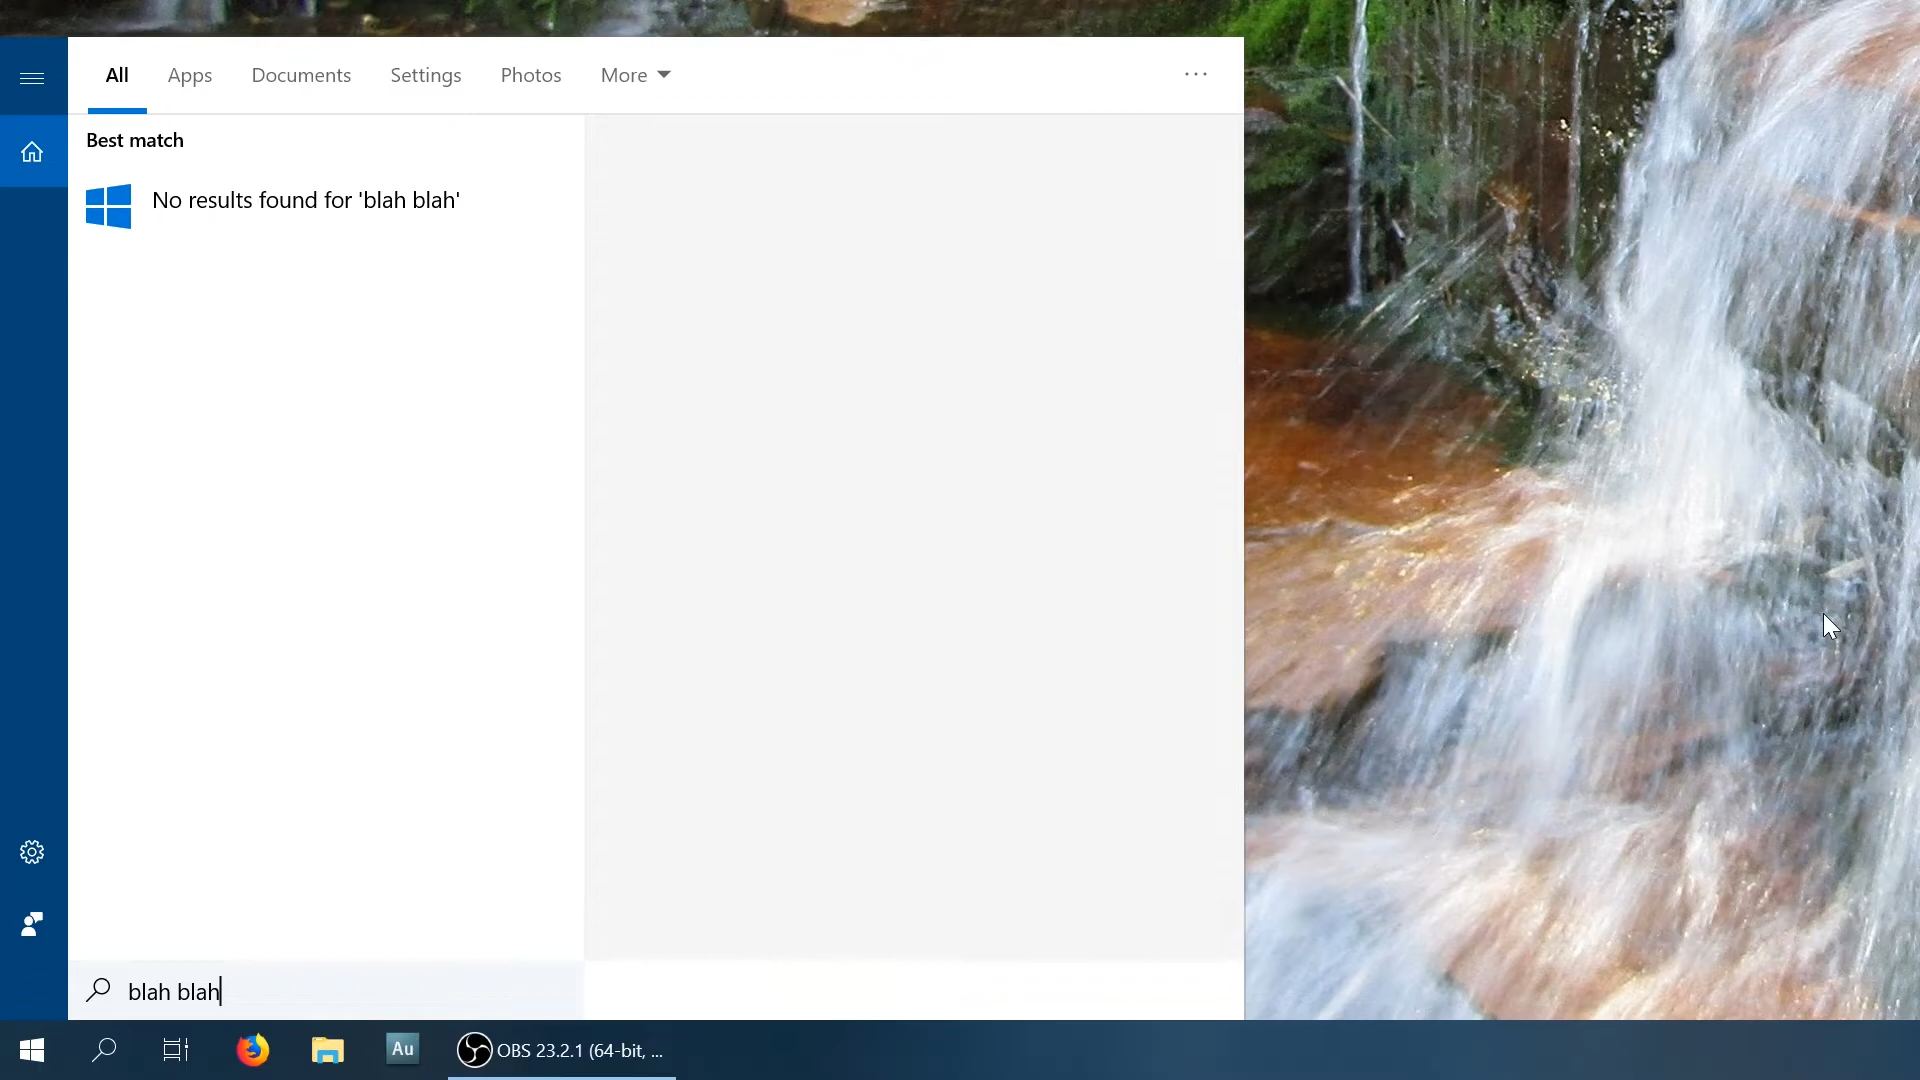 All Apps Documents Settings Photos More ...
Best match
No results found for 'blah blah'
blah blah
Au OBS 23.2.1 (64-bit, ...